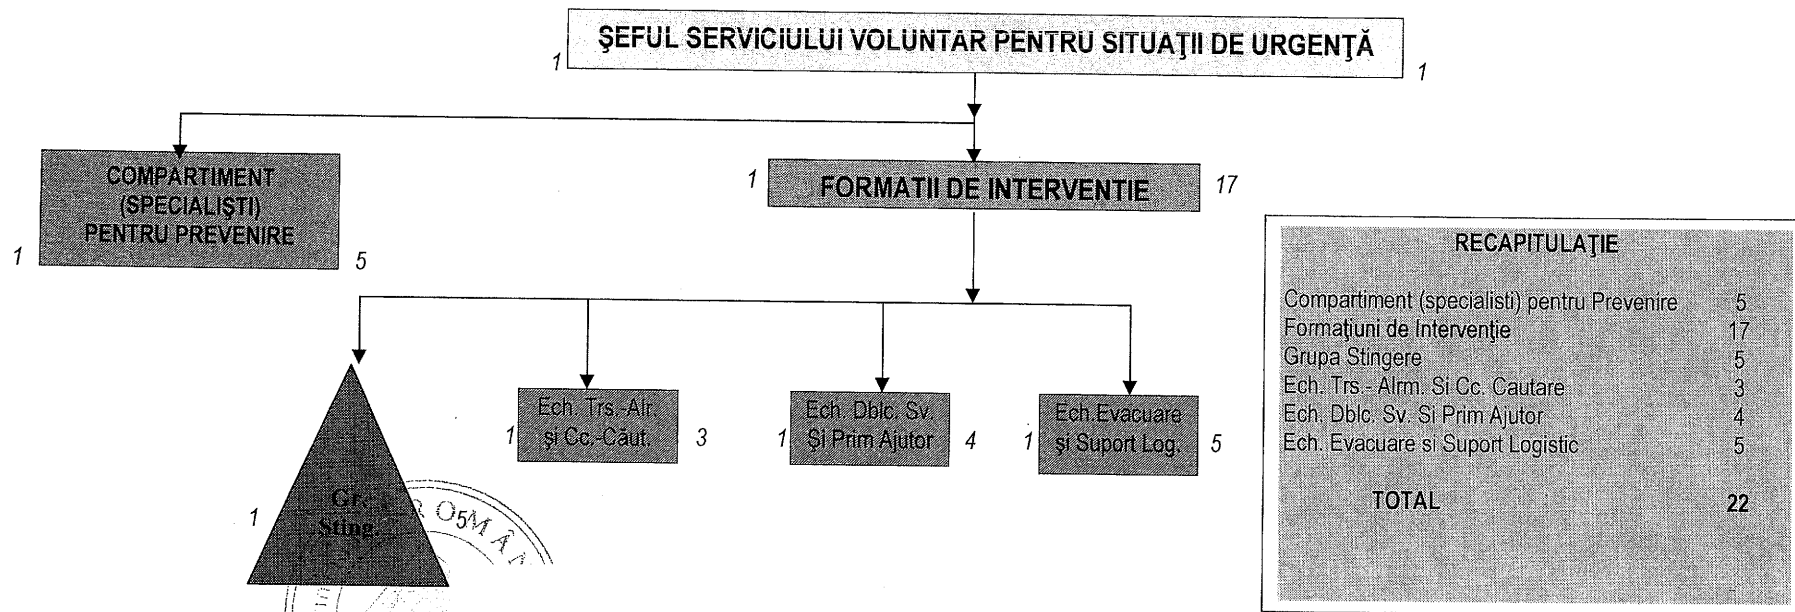 ŞEFUL SERVICIULUI VOLUNTAR PENTRU SITUAŢII DE URGENŢĂ
1
1
COMPARTIMENT
(SPECIALIŞTI)
PENTRU PREVENIRE
1
5
1
FORMATII DE INTERVENTIE
17
Ech. Trs.-Alr.
şi Cc.-Căut.
1
3
Ech. Dblc. Sv.
Şi Prim Ajutor
1
4
Ech.Evacuare
şi Suport Log.
1
5
Gr.
Sting.
1
5
ROMÂN
RECAPITULAŢIE
Compartiment (specialisti) pentru Prevenire 5
Formaţiuni de Intervenţie 17
Grupa Stingere 5
Ech. Trs.- Alrm. Si Cc. Cautare 3
Ech. Dblc. Sv. Si Prim Ajutor 4
Ech. Evacuare si Suport Logistic 5
TOTAL 22